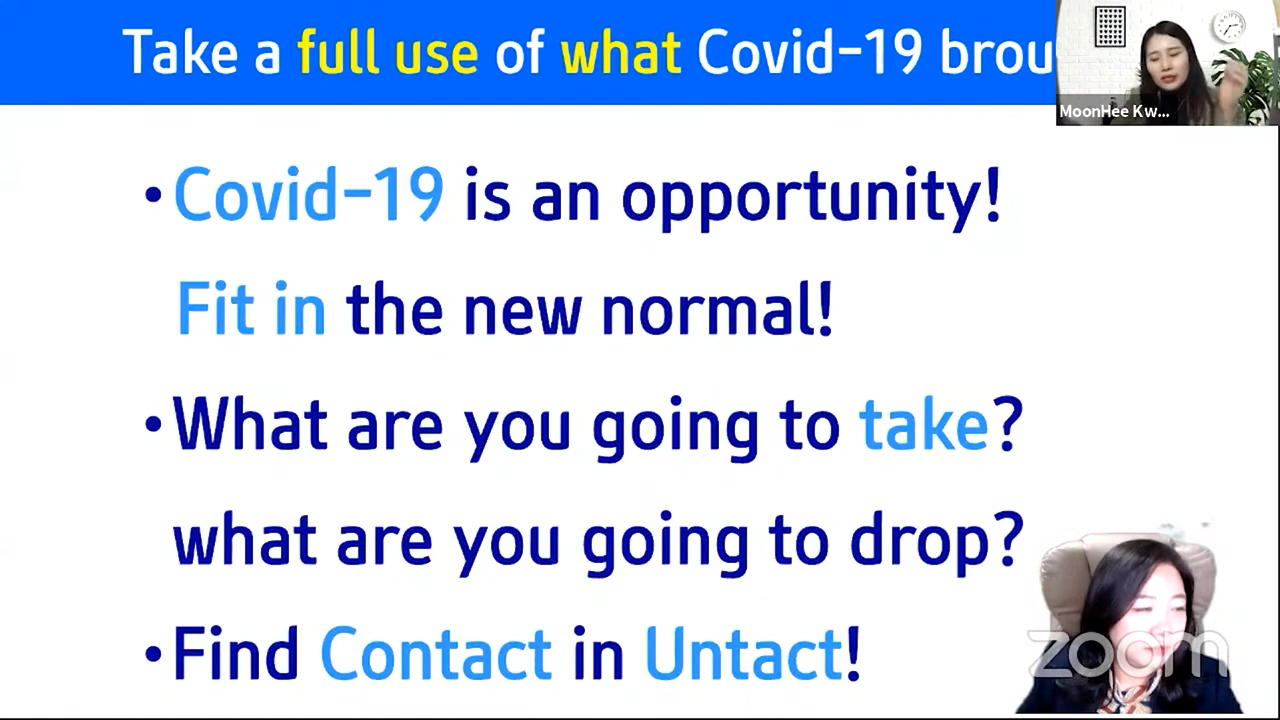 Take a full use of what Covid-19 brou
MoonHee Kw...
• Covid-19 is an opportunity!
Fit in the new normal!
• What are you going to take?
what are you going to drop?
• Find Contact in Untact!
zoom